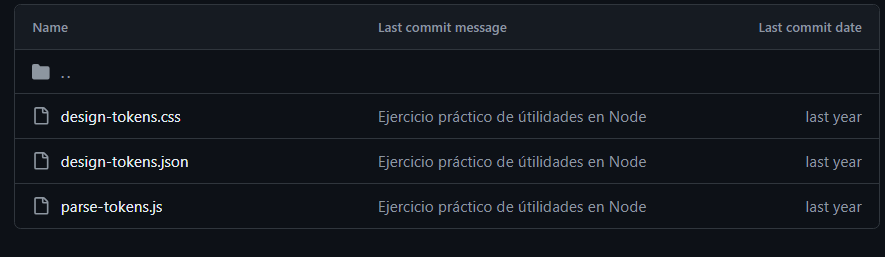 Name Last commit message Last commit date
..
design-tokens.css Ejercicio práctico de útilidades en Node last year
design-tokens.json Ejercicio práctico de útilidades en Node last year
parse-tokens.js Ejercicio práctico de útilidades en Node last year